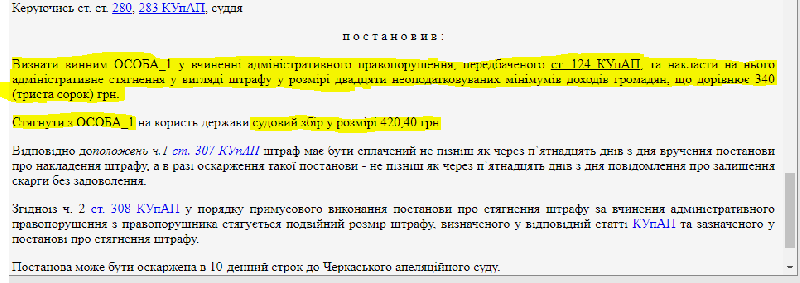 Керуючись ст. ст. 280, 283 КУпАП, суддя
п о с т а н о в и в :
Визнати винним ОСОБА_1 у вчиненні адміністративного правопорушення, передбаченого ст. 124 КУпАП, та накласти на нього
адміністративне стягнення у вигляді штрафу у розмірі двадцяти неоподатковуваних мінімумів доходів громадян, що дорівнює 340
(триста сорок) грн.
Стягнути з ОСОБА_1 на користь держави судовий збір у розмірі 420,40 грн
Відповідно до положень ч.1 ст. 307 КУпАП штраф має бути сплачений не пізніш як через п`ятнадцять днів з дня вручення постанови
про накладення штрафу, а в разі оскарження такої постанови - не пізніш як через п`ятнадцять днів з дня повідомлення про залишення
скарги без задоволення.
Згідно із ч. 2 ст. 308 КУпАП у порядку примусового виконання постанови про стягнення штрафу за вчинення адміністративного
правопорушення з правопорушника стягується подвійний розмір штрафу, визначеного у відповідній статті КУпАП та зазначеного у
постанові про стягнення штрафу.
Постанова може бути оскаржена в 10-денний строк до Черкаського апеляційного суду.